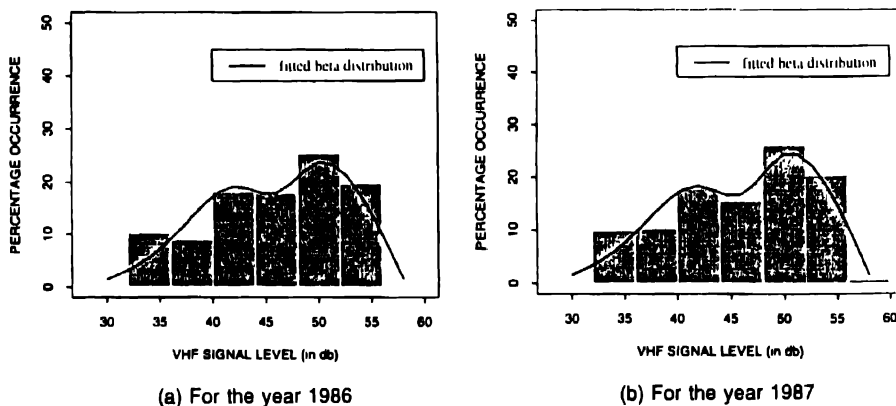 PERCENTAGE OCCURRENCE
50
40
30
20
10
0
fitted beta distribution
30 35 40 45 50 55 60
VHF SIGNAL LEVEL (in db)
(a) For the year 1986
PERCENTAGE OCCURRENCE
50
40
30
20
10
0
fitted beta distribution
30 35 40 45 50 55 60
VHF SIGNAL LEVEL (in db)
(b) For the year 1987